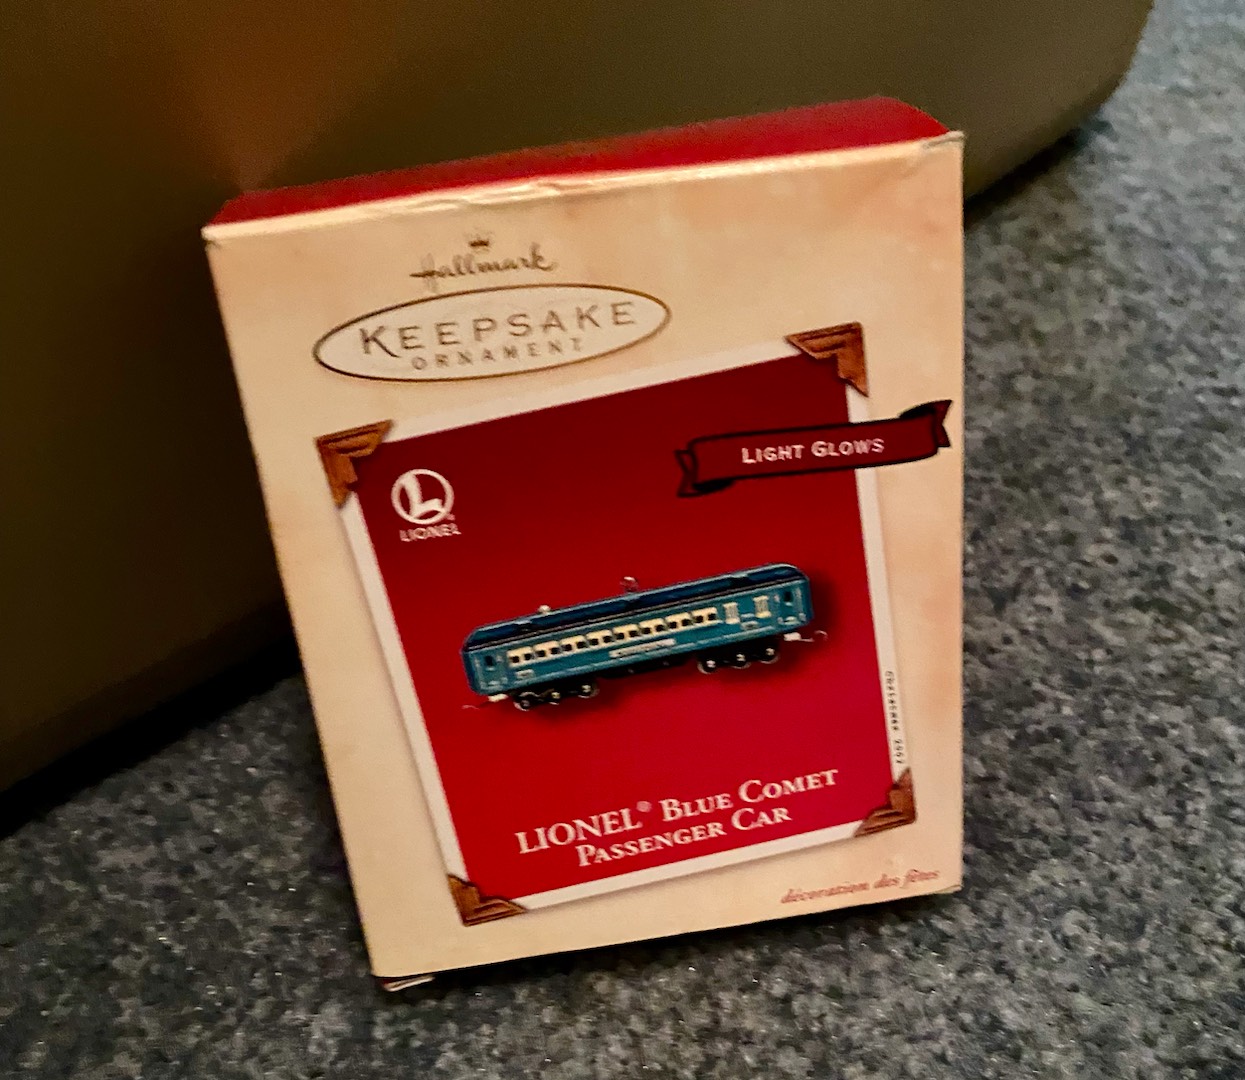 Hallmark
KEEPSAKE
ORNAMENT
LIGHT GLOWS
L
LIONEL
LIONEL® BLUE COMET
PASSENGER CAR
décoration des fêtes